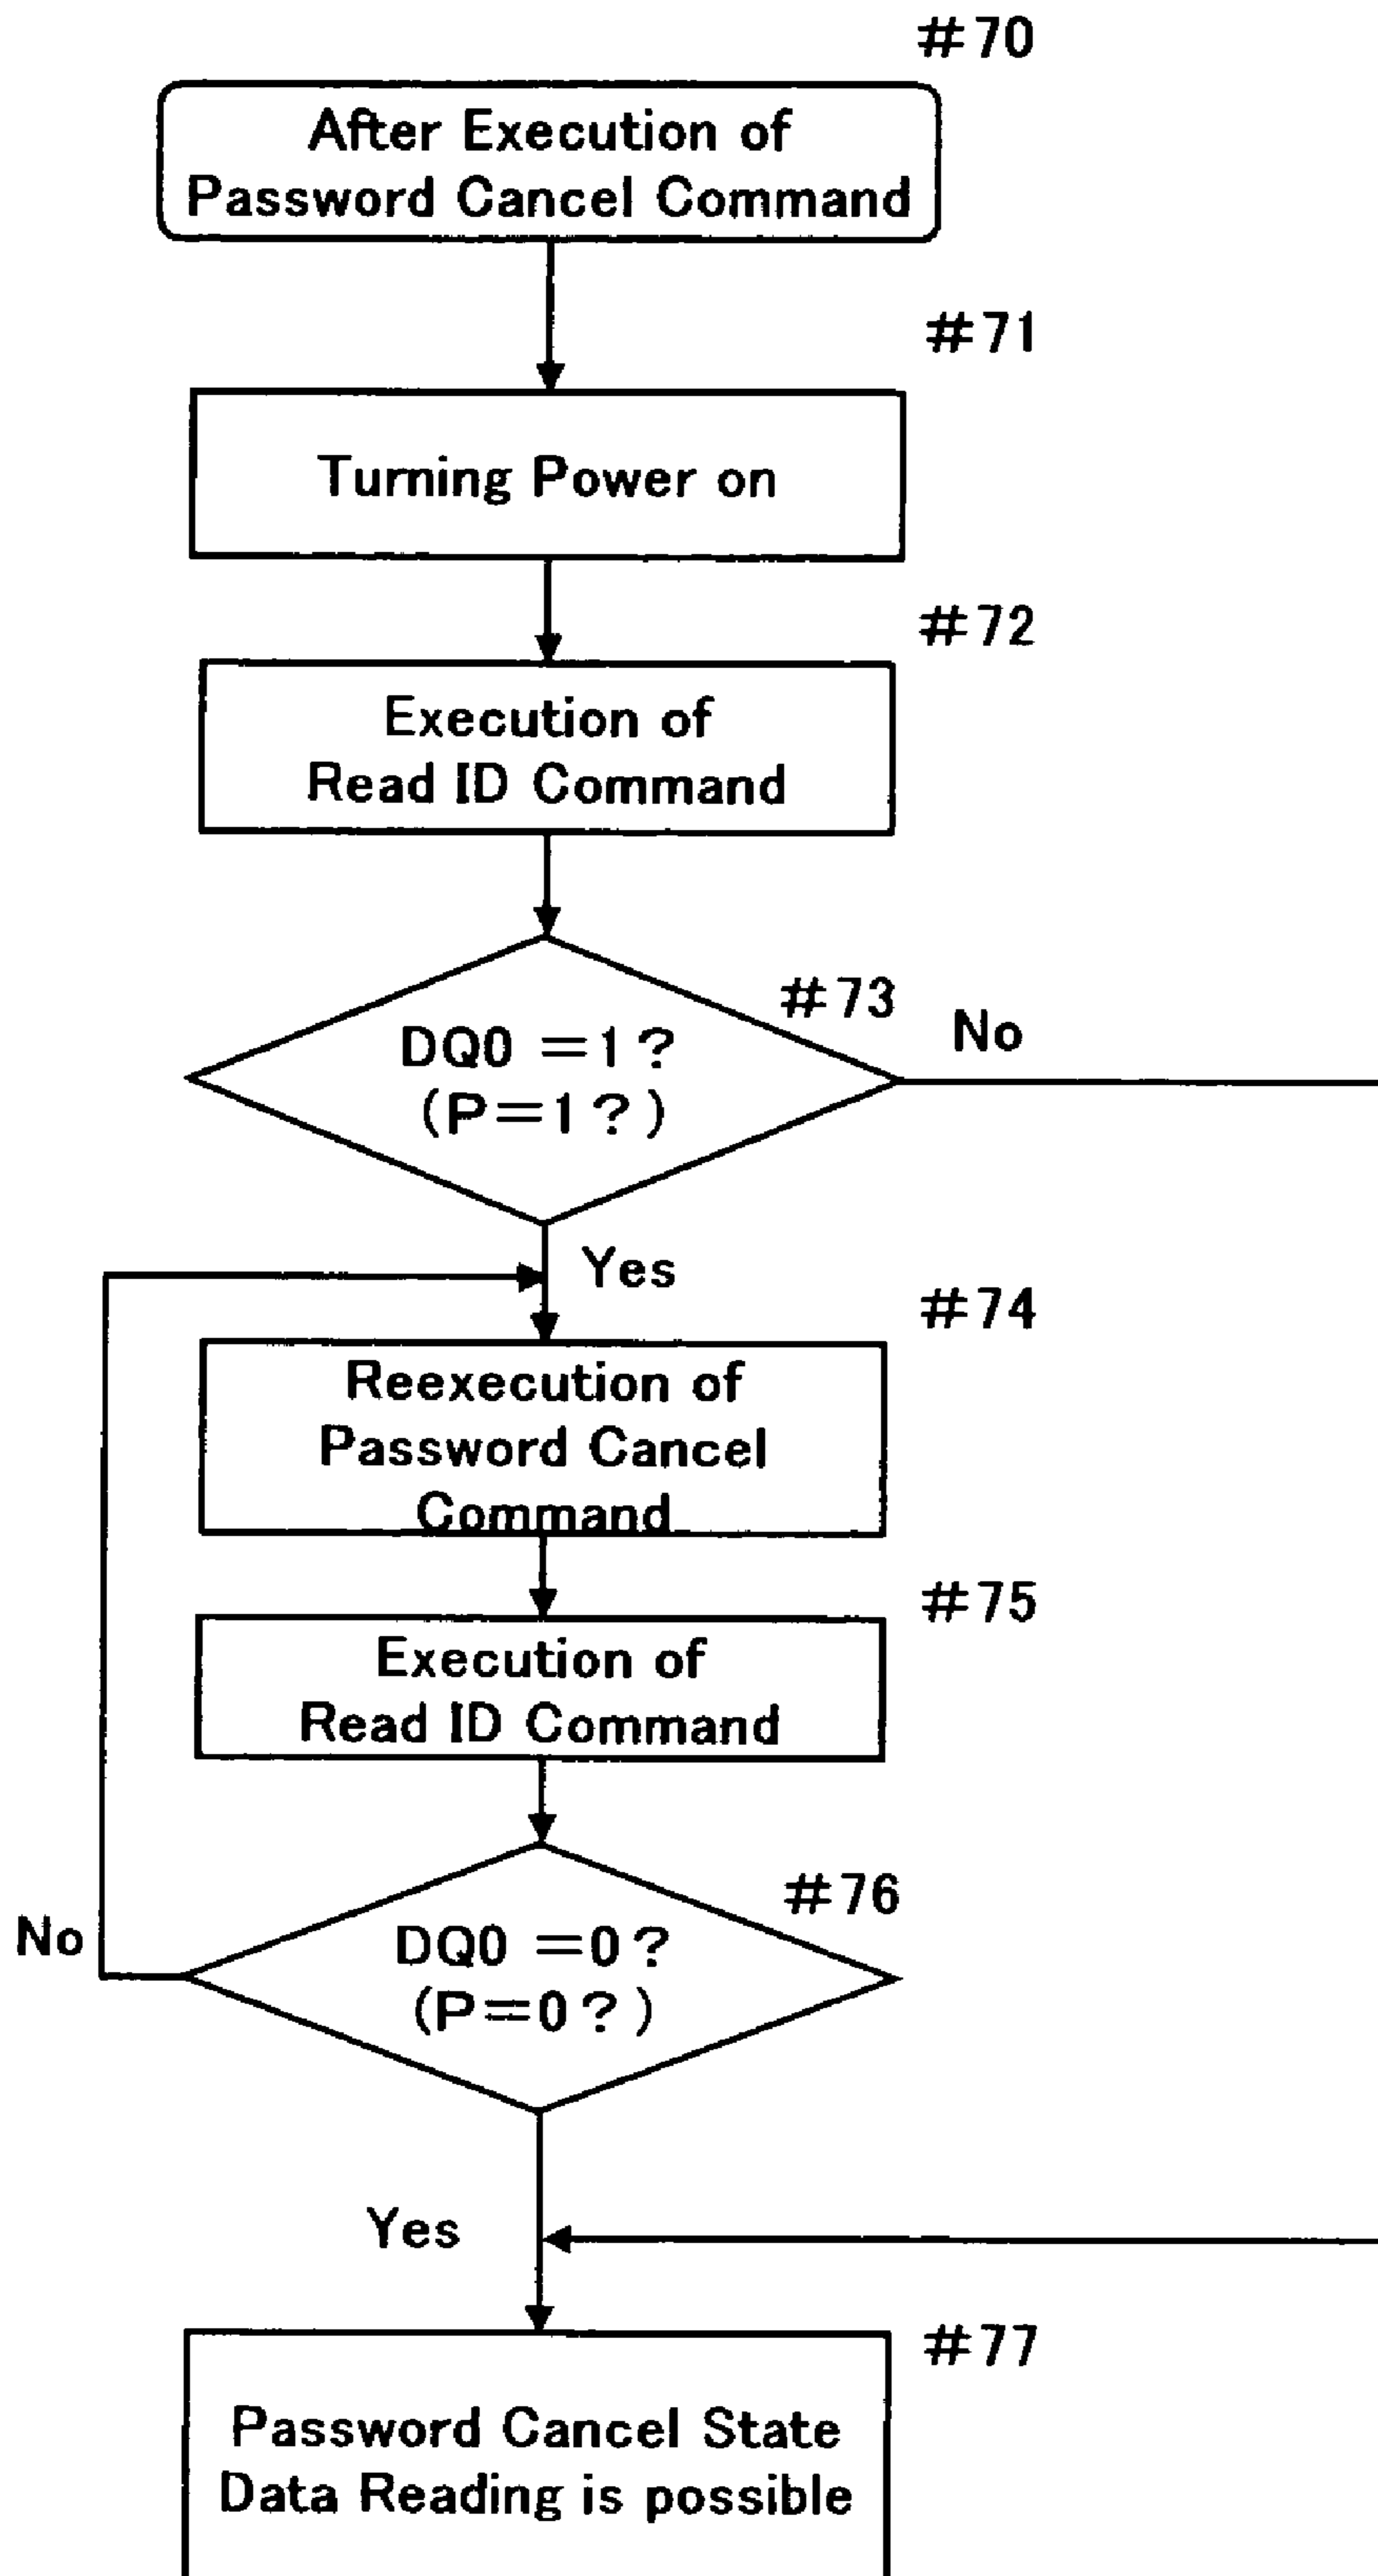 #70
After Execution of
Password Cancel Command
#71
Turning Power on
#72
Execution of
Read ID Command
#73
DQ0 =1?
(P=1?)
No
Yes
#74
Reexecution of
Password Cancel
Command
#75
Execution of
Read ID Command
#76
DQ0 =0?
(P=0?)
No
Yes
#77
Password Cancel State
Data Reading is possible